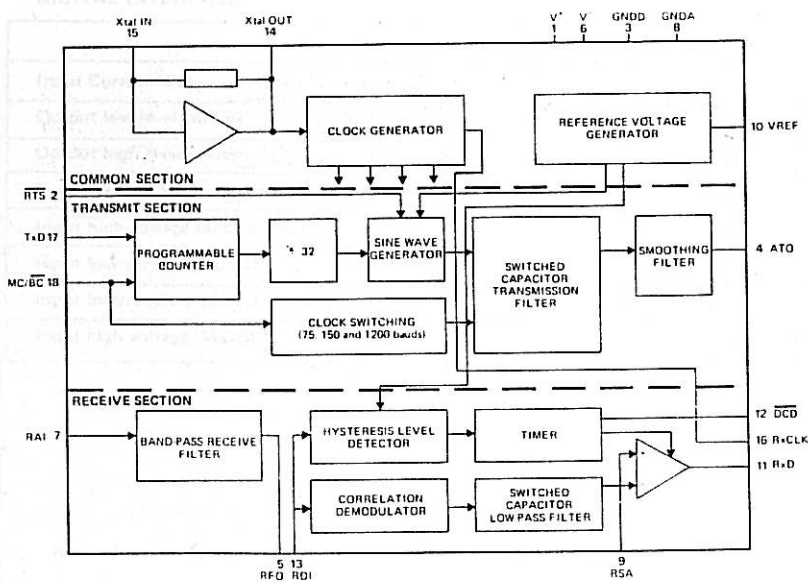 Xtal IN
15
Xtal OUT
14
V+
1
V-
6
GNDD
3
GNDA
8
CLOCK GENERATOR
REFERENCE VOLTAGE
GENERATOR
10 VREF
COMMON SECTION
RTS 2
TRANSMIT SECTION
TxD 17
MC/BC 18
PROGRAMMABLE
COUNTER
32
SINE WAVE
GENERATOR
SWITCHED
CAPACITOR
TRANSMISSION
FILTER
SMOOTHING
FILTER
4 ATO
CLOCK SWITCHING
(75, 150 and 1200 bauds)
RECEIVE SECTION
RAI 7
BAND-PASS RECEIVE
FILTER
HYSTERESIS LEVEL
DETECTOR
TIMER
12 DCD
16 RxCLK
11 RxD
CORRELATION
DEMODULATOR
SWITCHED
CAPACITOR
LOW PASS FILTER
5
RFO
13
RDI
9
RSA